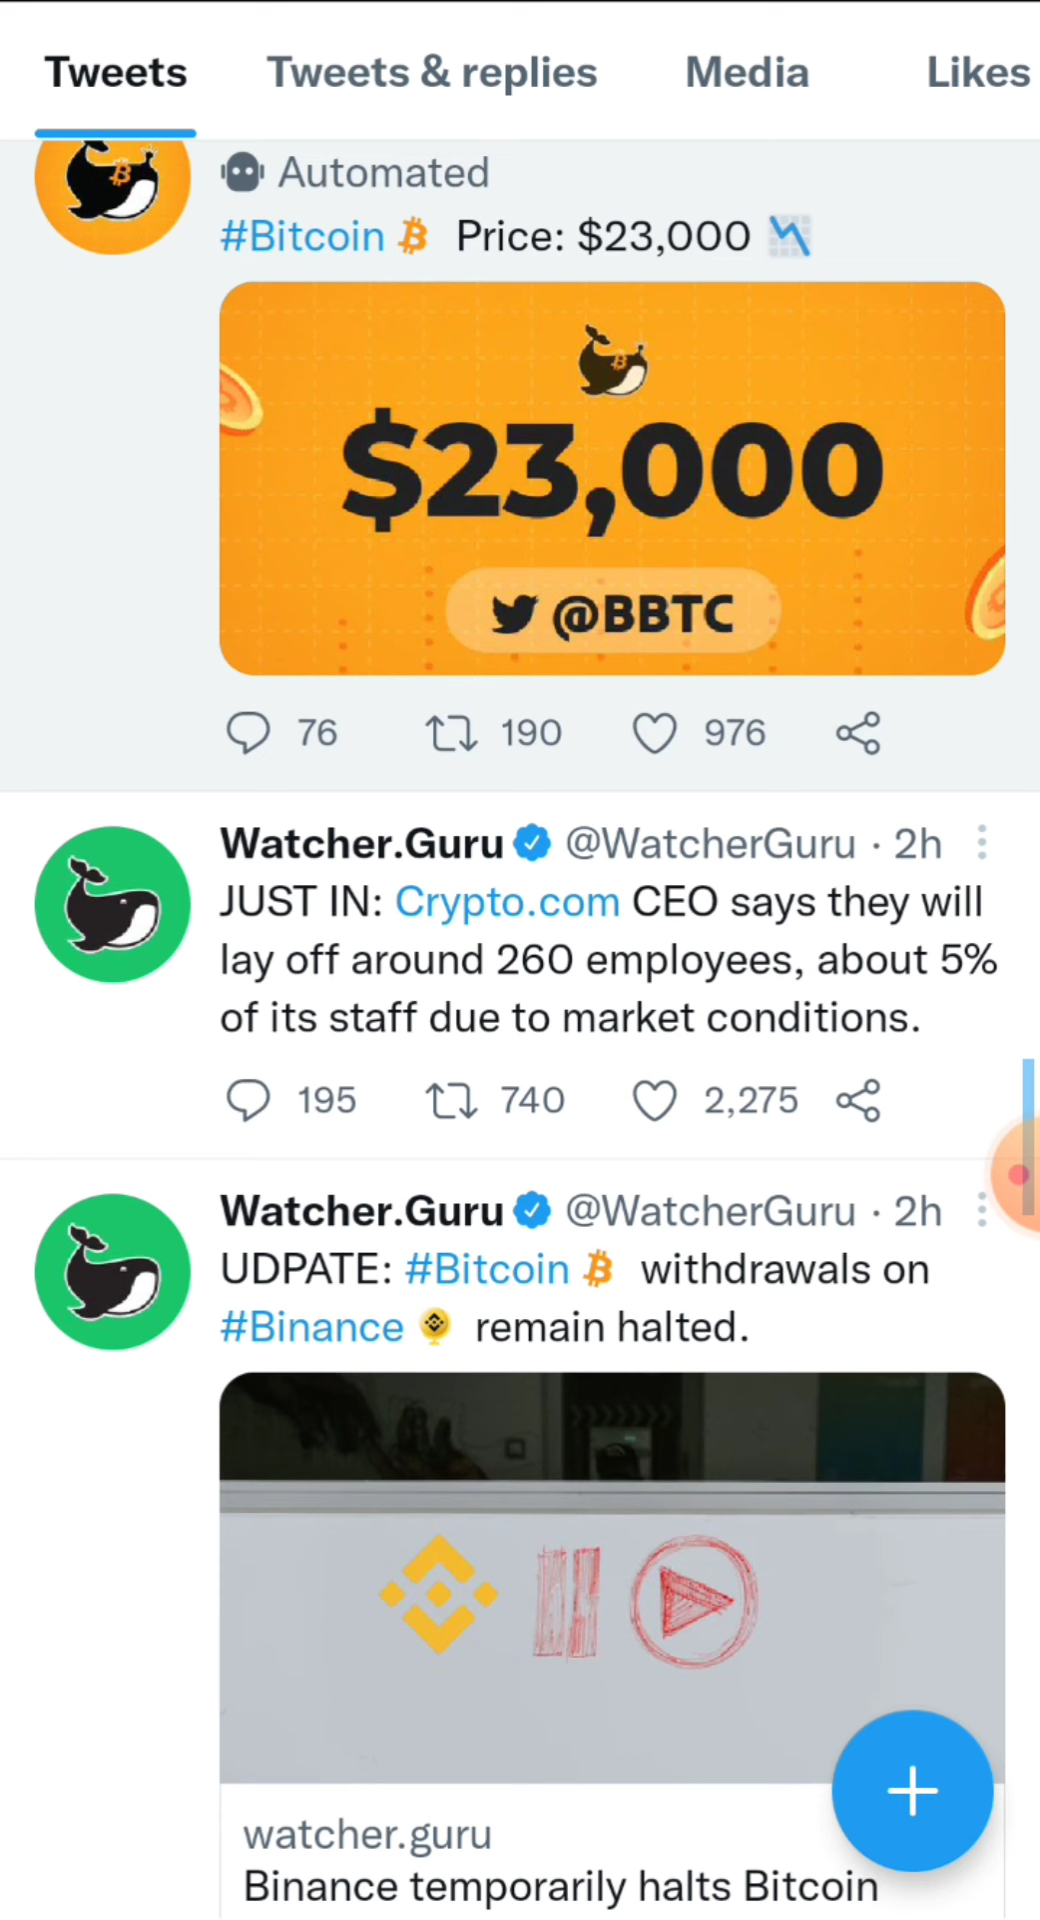 Tweets Tweets & replies Media Likes
Automated
#Bitcoin Price: $23,000
$23,000
@BBTC
76 190 976
Watcher.Guru @WatcherGuru · 2h
JUST IN: Crypto.com CEO says they will
lay off around 260 employees, about 5%
of its staff due to market conditions.
195 740 2,275
Watcher.Guru @WatcherGuru · 2h
UDPATE: #Bitcoin withdrawals on
#Binance remain halted.
watcher.guru
Binance temporarily halts Bitcoin